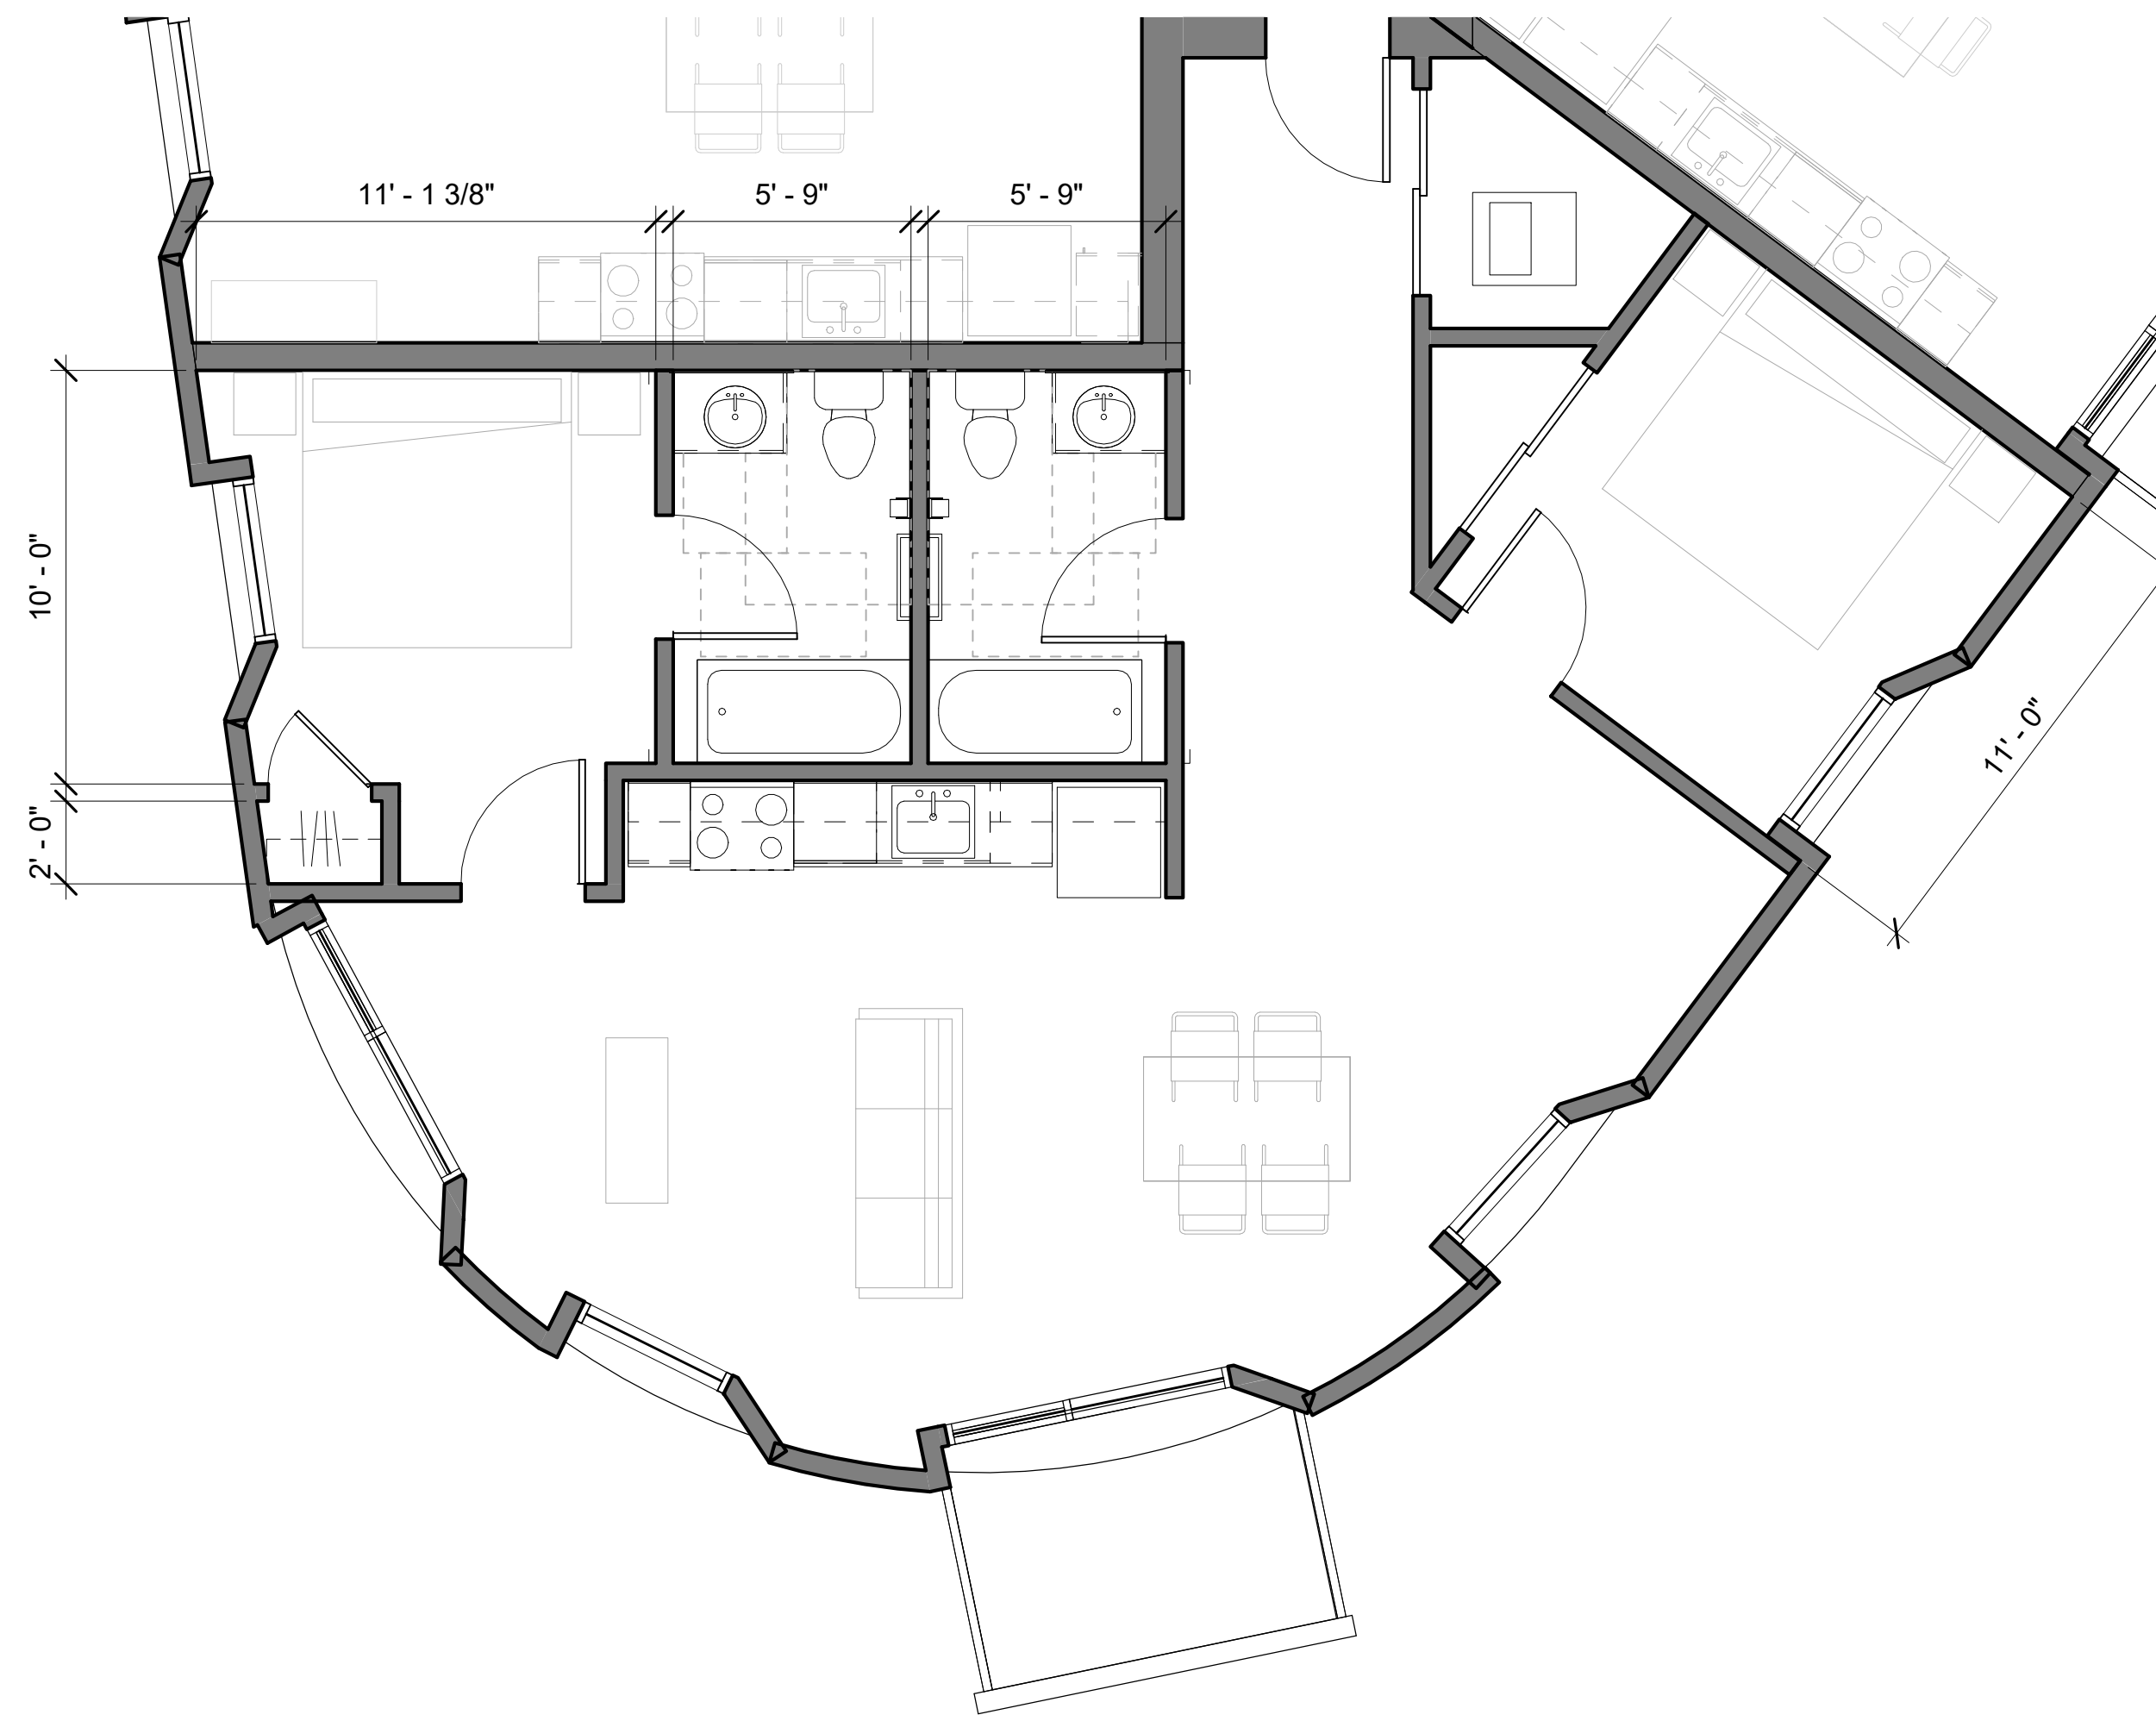 11' - 1 3/8"
5' - 9"
5' - 9"
10' - 0"
2' - 0"
11' - 0"